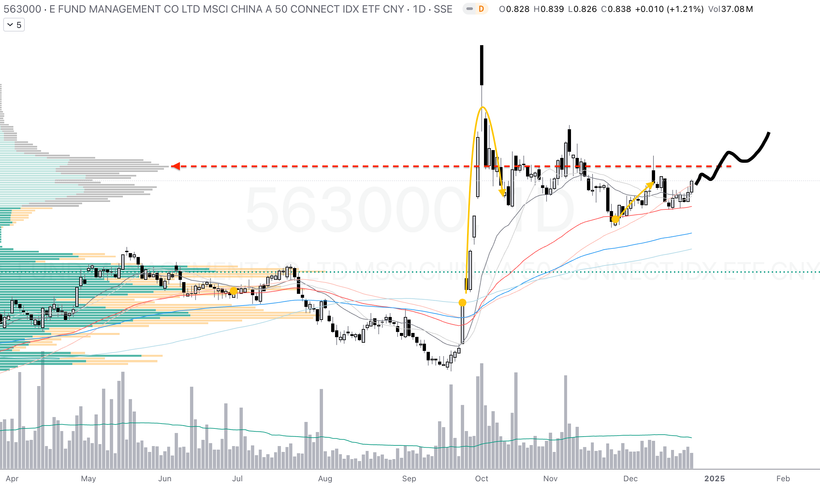 563000 · E FUND MANAGEMENT CO LTD MSCI CHINA A 50 CONNECT IDX ETF CNY · 1D · SSE D O0.828 H0.839 L0.826 C0.838 +0.010 (+1.21%) Vol37.08M
5
563000, 1D
Apr May Jun Jul Aug Sep Oct Nov Dec 2025 Feb